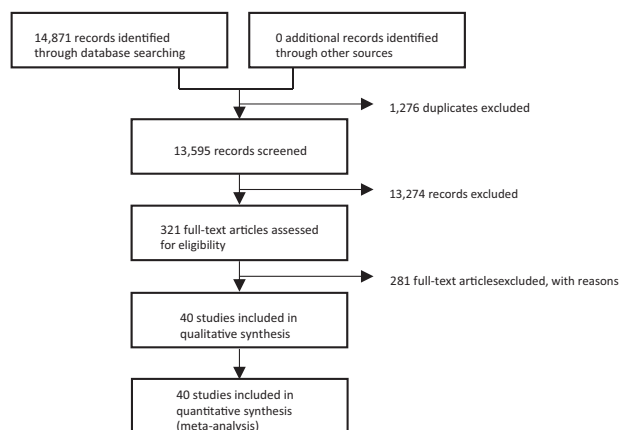 14,871 records identified
through database searching
0 additional records identified
through other sources
1,276 duplicates excluded
13,595 records screened
13,274 records excluded
321 full-text articles assessed
for eligibility
281 full-text articlesexcluded, with reasons
40 studies included in
qualitative synthesis
40 studies included in
quantitative synthesis
(meta-analysis)